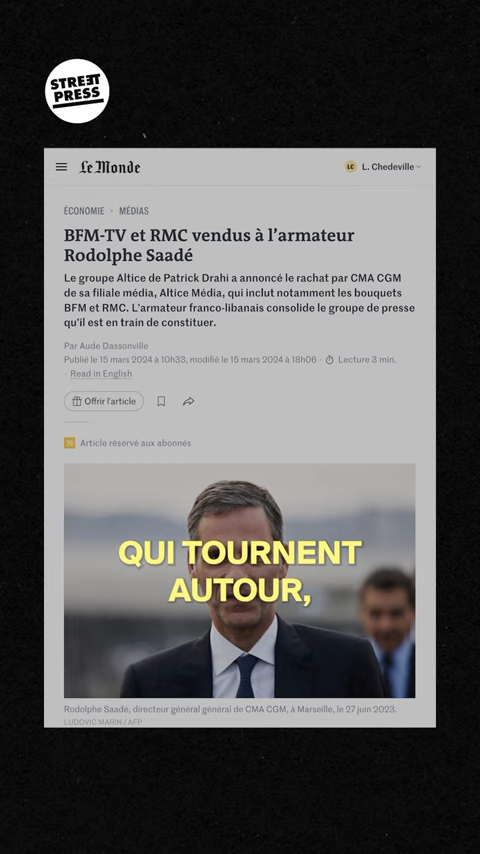 STREET
PRESS
Le Monde
LC L. Chedeville
ÉCONOMIE • MÉDIAS
BFM-TV et RMC vendus à l'armateur
Rodolphe Saadé
Le groupe Altice de Patrick Drahi a annoncé le rachat par CMA CGM
de sa filiale média, Altice Média, qui inclut notamment les bouquets
BFM et RMC. L'armateur franco-libanais consolide le groupe de presse
qu'il est en train de constituer.
Par Aude Dassonville
Publié le 15 mars 2024 à 10h33, modifié le 15 mars 2024 à 18h06 · Lecture 3 min.
· Read in English
Offrir l'article
Article réservé aux abonnés
QUI TOURNENT
AUTOUR,
Rodolphe Saadé, directeur général général de CMA CGM, à Marseille, le 27 juin 2023.
LUDOVIC MARIN / AFP